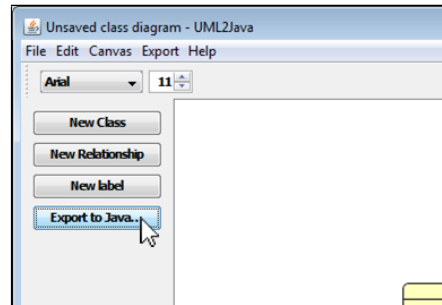 Unsaved class diagram - UML2Java
File Edit Canvas Export Help
Arial 11
New Class
New Relationship
New label
Export to Java...